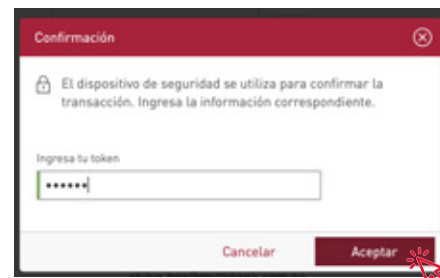 Confirmación
El dispositivo de seguridad se utiliza para confirmar la
transacción. Ingresa la información correspondiente.
Ingresa tu token
••••••
Cancelar
Aceptar